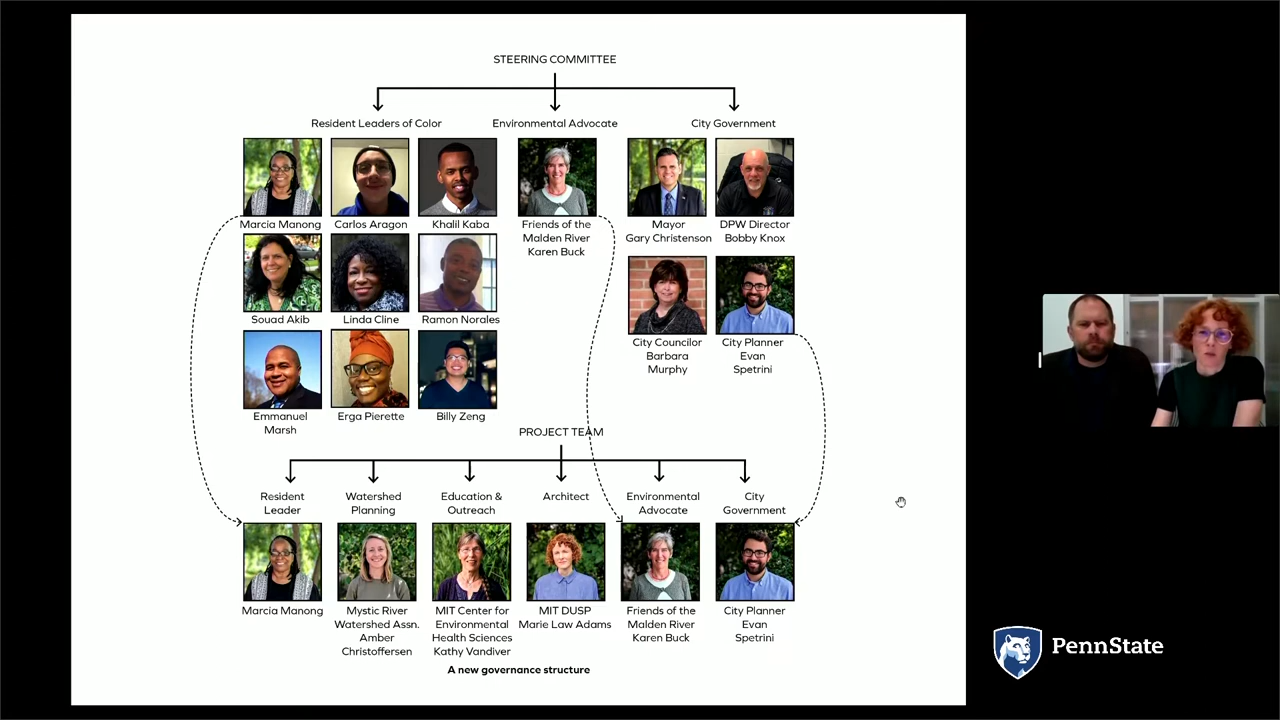 STEERING COMMITTEE
Resident Leaders of Color
Environmental Advocate
City Government
Marcia Manong
Carlos Aragon
Khalil Kaba
Friends of the
Malden River
Karen Buck
Mayor
Gary Christenson
DPW Director
Bobby Knox
Souad Akib
Linda Cline
Ramon Norales
City Councilor
Barbara
Murphy
City Planner
Evan
Spetrini
Emmanuel
Marsh
Erga Pierette
Billy Zeng
PROJECT TEAM
Resident
Leader
Watershed
Planning
Education &
Outreach
Architect
Environmental
Advocate
City
Government
Marcia Manong
Mystic River
Watershed Assn.
Amber
Christoffersen
MIT Center for
Environmental
Health Sciences
Kathy Vandiver
MIT DUSP
Marie Law Adams
Friends of the
Malden River
Karen Buck
City Planner
Evan
Spetrini
A new governance structure
PennState